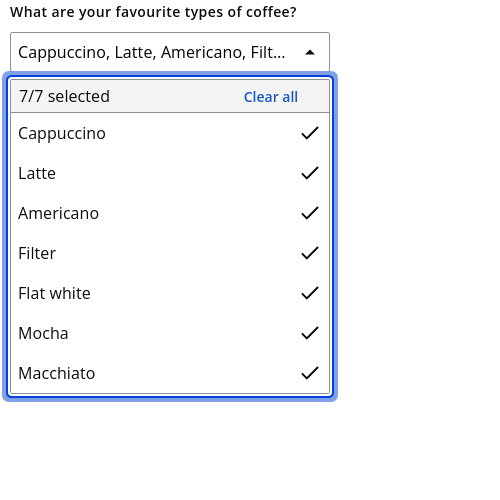 What are your favourite types of coffee?
Cappuccino, Latte, Americano, Filt...
7/7 selected Clear all
Cappuccino
Latte
Americano
Filter
Flat white
Mocha
Macchiato